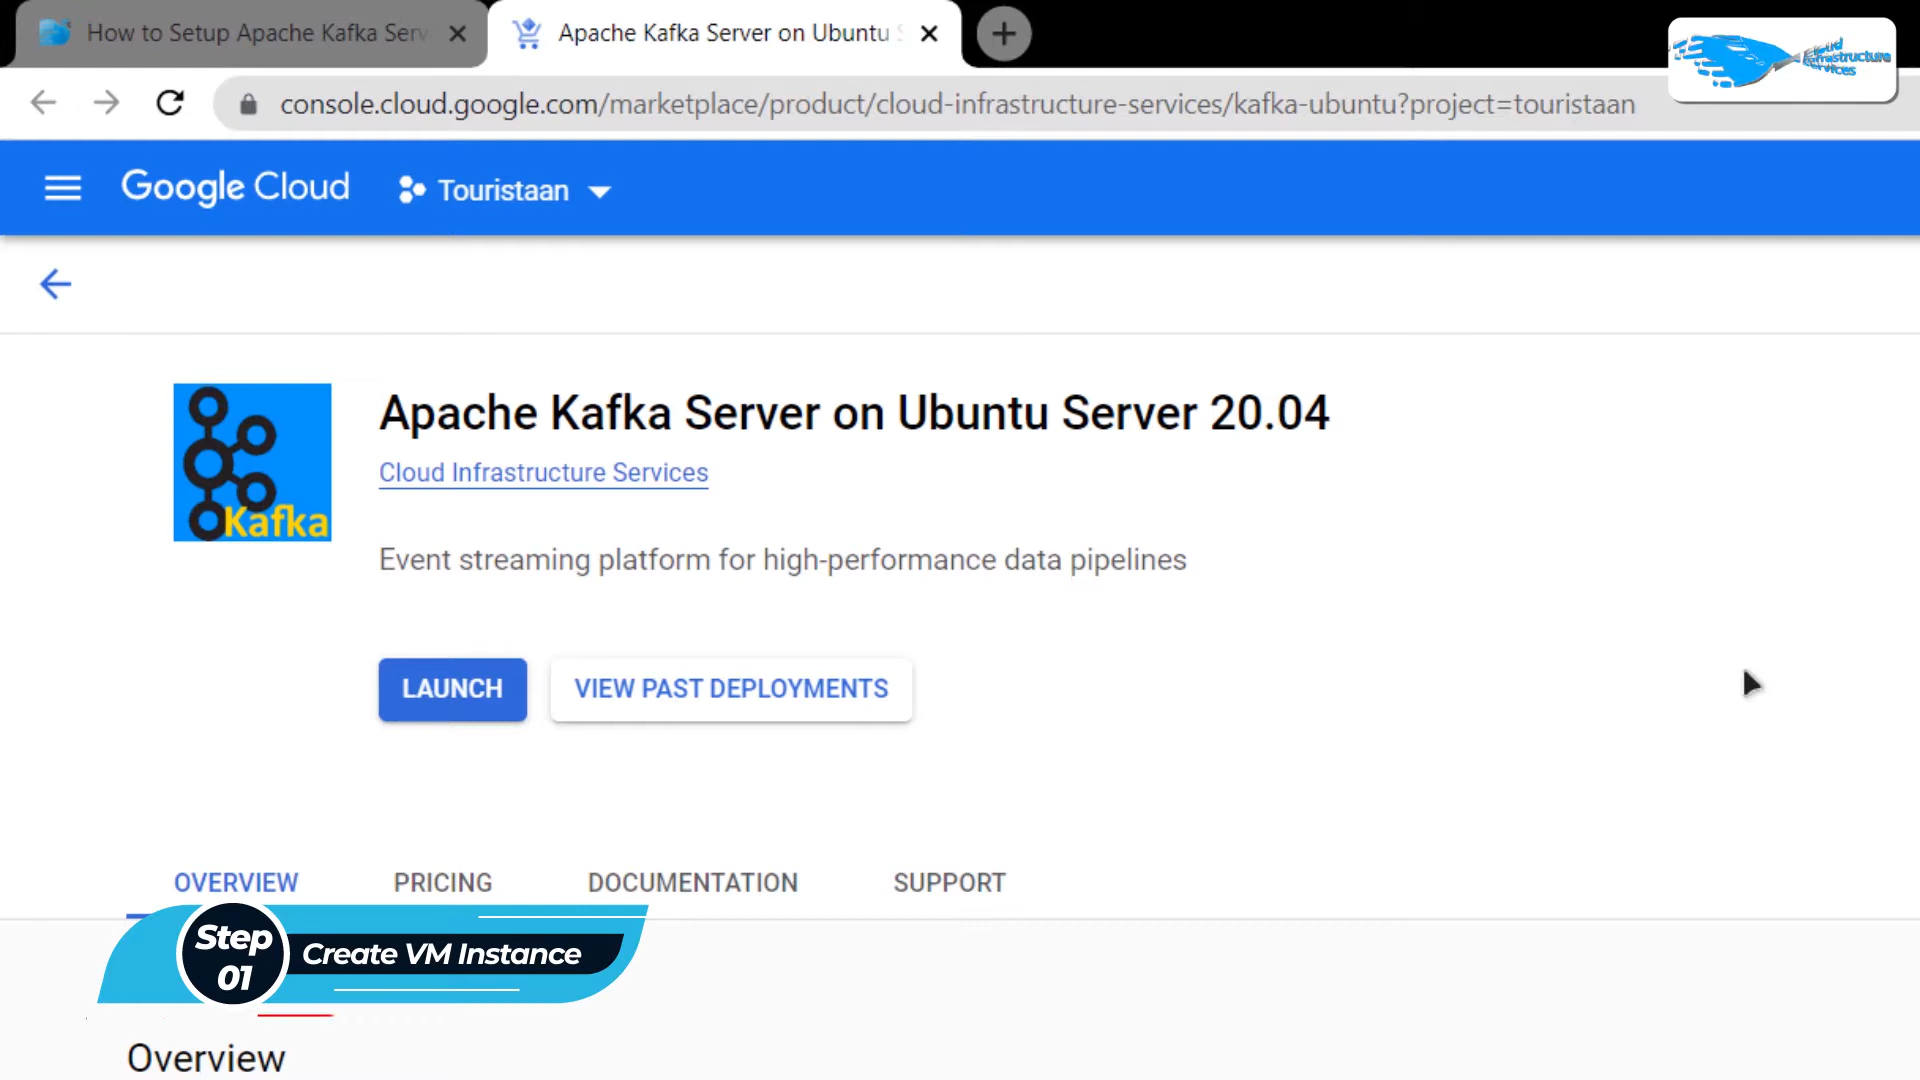 How to Setup Apache Kafka Serv
Apache Kafka Server on Ubuntu S
Cloud Infrastructure Services
console.cloud.google.com/marketplace/product/cloud-infrastructure-services/kafka-ubuntu?project=touristaan
Google Cloud
Touristaan
Apache Kafka Server on Ubuntu Server 20.04
Cloud Infrastructure Services
Kafka
Event streaming platform for high-performance data pipelines
LAUNCH
VIEW PAST DEPLOYMENTS
OVERVIEW
PRICING
DOCUMENTATION
SUPPORT
Step
01
Create VM Instance
Overview